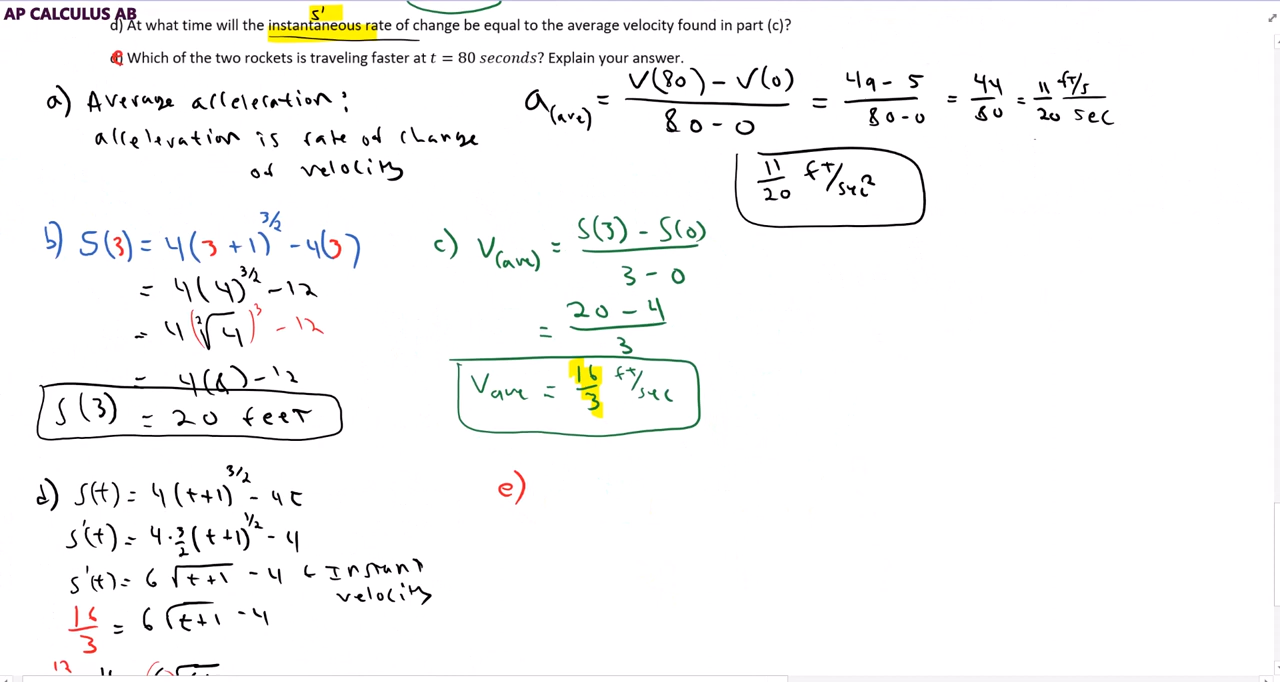 AP CALCULUS AB
s'
d) At what time will the instantaneous rate of change be equal to the average velocity found in part (c)?
e) Which of the two rockets is traveling faster at t = 80 seconds? Explain your answer.
a) Average acceleration:
acceleration is rate of change
of velocity
a(ave) = V(80) - V(0) / 80 - 0 = 49 - 5 / 80 - 0 = 44/80 = 11/20 ft/s / sec
11/20 ft/sec²
b) S(3) = 4(3+1)^3/2 - 4(3)
= 4(4)^3/2 - 12
= 4(²√4)³ - 12
= 4(8) - 12
S(3) = 20 feet
c) V(ave) = S(3) - S(0) / 3 - 0
= 20 - 4 / 3
Vave = 16/3 ft/sec
d) S(t) = 4(t+1)^3/2 - 4t
s'(t) = 4·3/2(t+1)^1/2 - 4
s'(t) = 6√t+1 - 4 ← Instant
velocity
16/3 = 6√t+1 - 4
e)